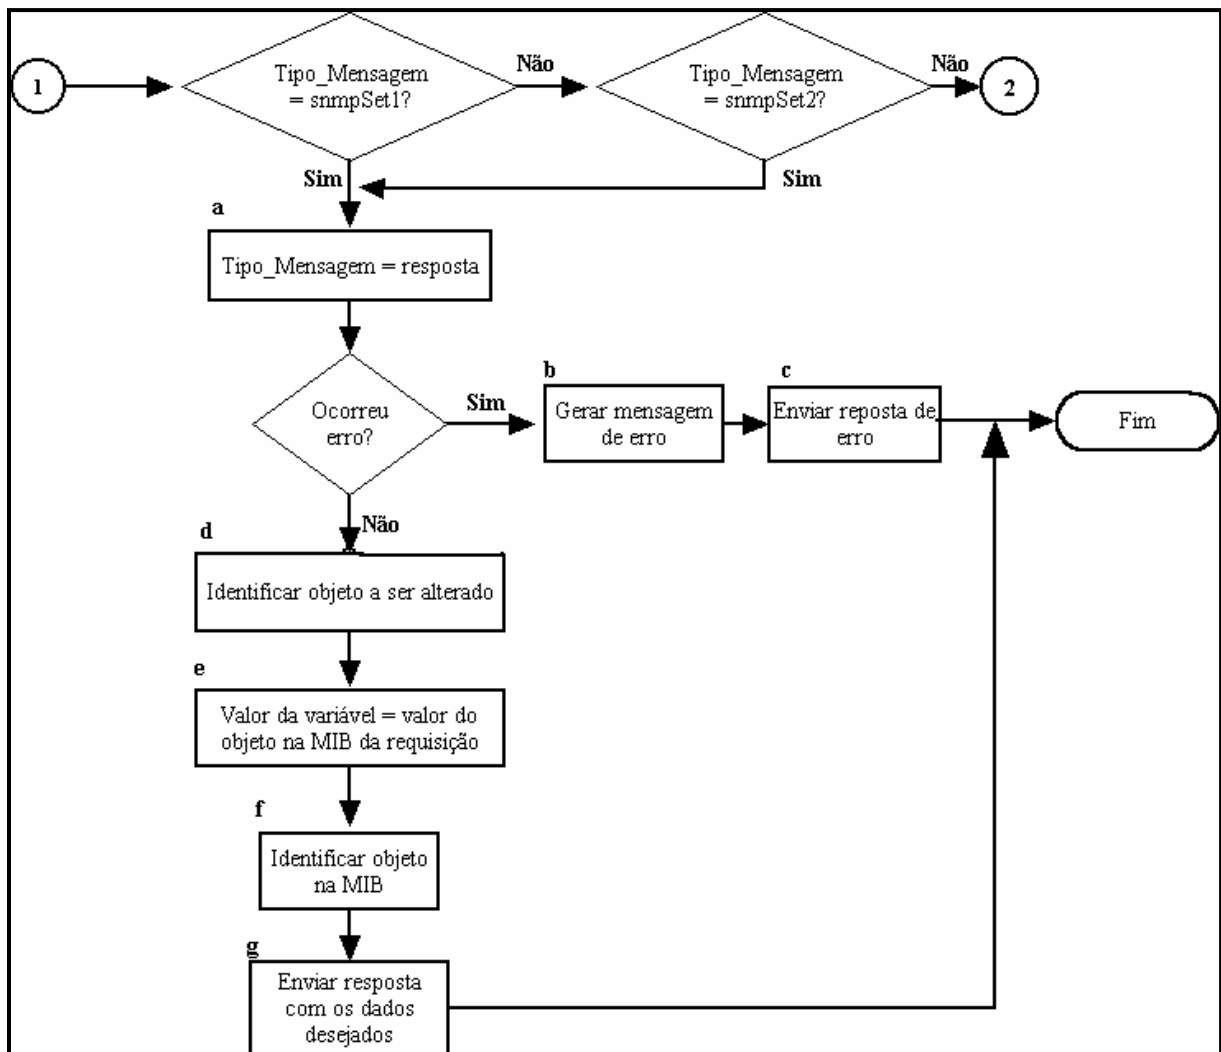 1
Tipo_Mensagem
= snmpSet1?
Não
Tipo_Mensagem
= snmpSet2?
Não
2
Sim
Sim
a
Tipo_Mensagem = resposta
Ocorreu
erro?
Sim
b
Gerar mensagem
de erro
c
Enviar reposta de
erro
Fim
Não
d
Identificar objeto a ser alterado
e
Valor da variável = valor do
objeto na MIB da requisição
f
Identificar objeto
na MIB
g
Enviar resposta
com os dados
desejados